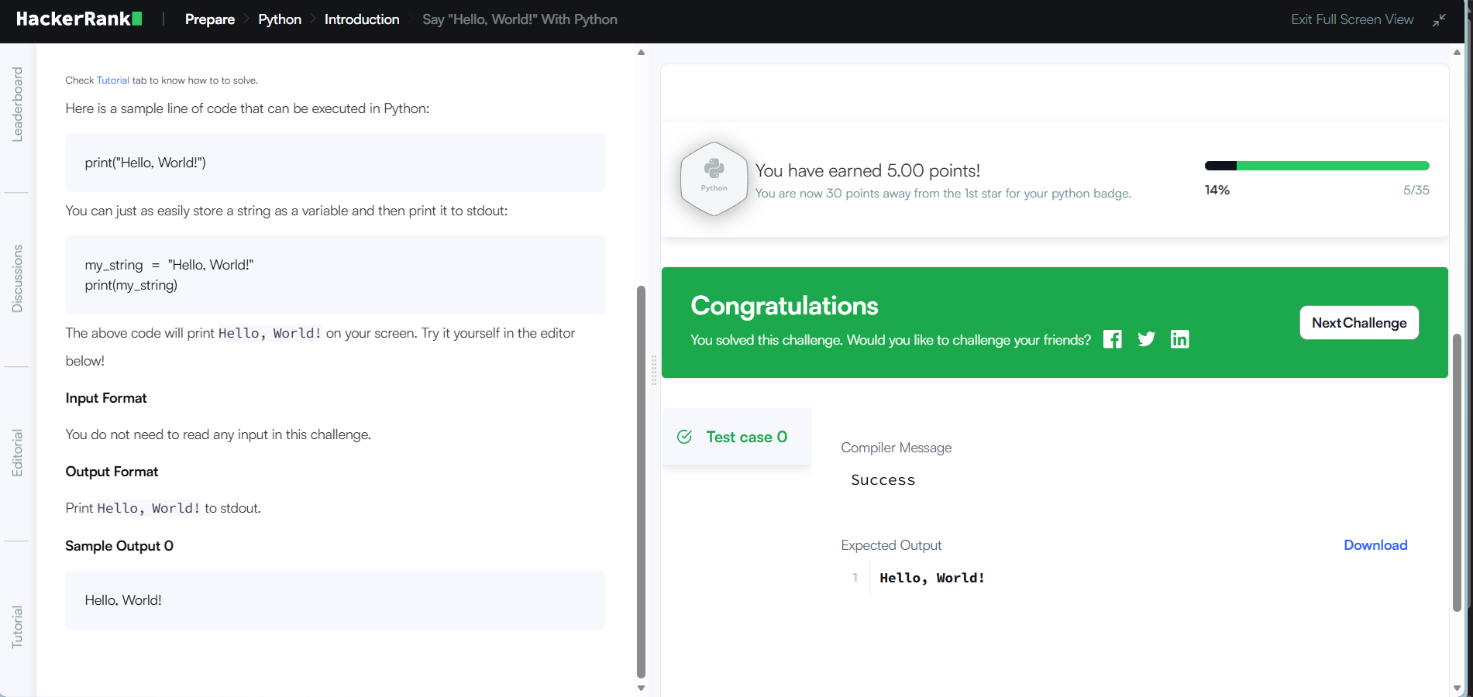 HackerRank | Prepare > Python > Introduction > Say "Hello, World!" With Python
Exit Full Screen View
Leaderboard
Discussions
Editorial
Tutorial
Check Tutorial tab to know how to to solve.
Here is a sample line of code that can be executed in Python:
print("Hello, World!")
You can just as easily store a string as a variable and then print it to stdout:
my_string = "Hello, World!"
print(my_string)
The above code will print Hello, World! on your screen. Try it yourself in the editor
below!
Input Format
You do not need to read any input in this challenge.
Output Format
Print Hello, World! to stdout.
Sample Output 0
Hello, World!
Python
You have earned 5.00 points!
You are now 30 points away from the 1st star for your python badge.
14%
5/35
Congratulations
You solved this challenge. Would you like to challenge your friends?
Next Challenge
Test case 0
Compiler Message
Success
Expected Output
Download
1 Hello, World!